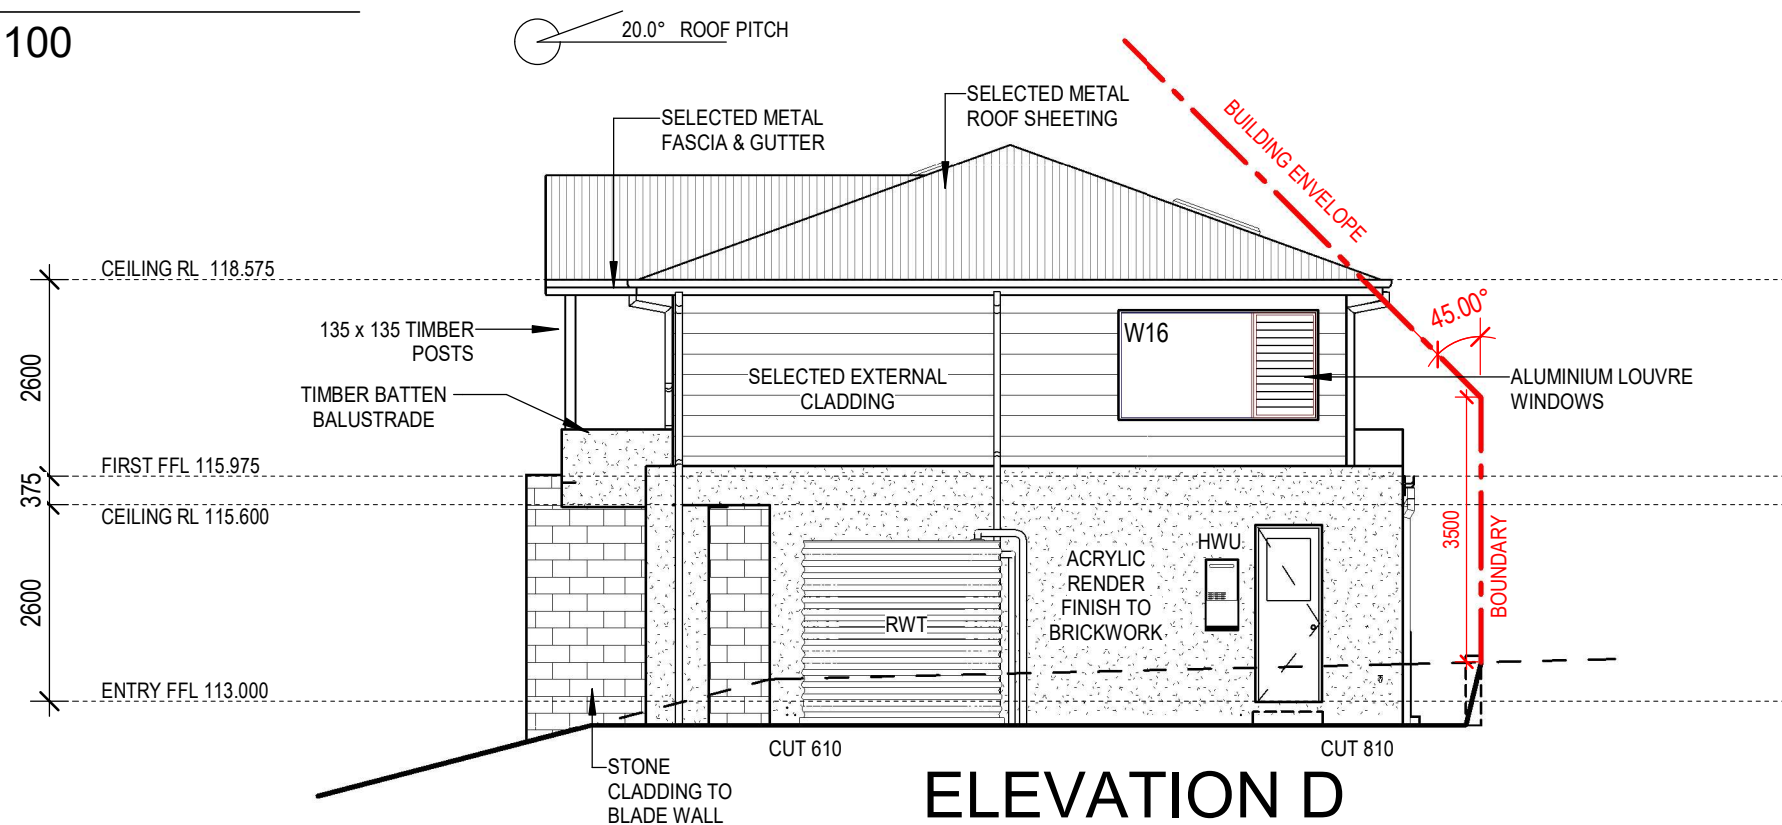 100
20.0° ROOF PITCH
SELECTED METAL
FASCIA & GUTTER
SELECTED METAL
ROOF SHEETING
BUILDING ENVELOPE
CEILING RL 118.575
45.00°
135 x 135 TIMBER
POSTS
W16
2600
SELECTED EXTERNAL
CLADDING
ALUMINIUM LOUVRE
WINDOWS
TIMBER BATTEN
BALUSTRADE
FIRST FFL 115.975
375
CEILING RL 115.600
3500
BOUNDARY
HWU
ACRYLIC
RENDER
FINISH TO
BRICKWORK
2600
RWT
ENTRY FFL 113.000
CUT 610
CUT 810
STONE
CLADDING TO
BLADE WALL
ELEVATION D